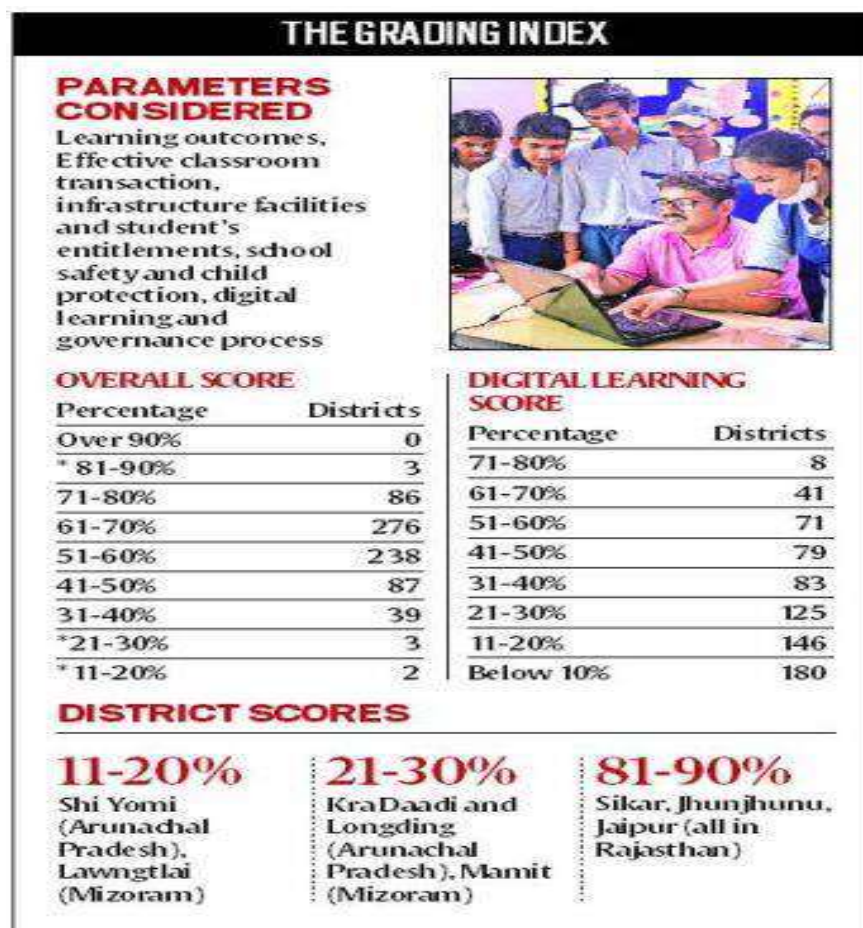 THE GRADING INDEX
PARAMETERS
CONSIDERED
Learning outcomes,
Effective classroom
transaction,
infrastructure facilities
and student's
entitlements, school
safety and child
protection, digital
learning and
governance process
OVERALL SCORE
Percentage Districts
Over 90% 0
* 81-90% 3
71-80% 86
61-70% 276
51-60% 238
41-50% 87
31-40% 39
*21-30% 3
* 11-20% 2
DIGITAL LEARNING
SCORE
Percentage Districts
71-80% 8
61-70% 41
51-60% 71
41-50% 79
31-40% 83
21-30% 125
11-20% 146
Below 10% 180
DISTRICT SCORES
11-20%
Shi Yomi
(Arunachal
Pradesh),
Lawngtlai
(Mizoram)
21-30%
Kra Daadi and
Longding
(Arunachal
Pradesh), Mamit
(Mizoram)
81-90%
Sikar, Jhunjhunu,
Jaipur (all in
Rajasthan)